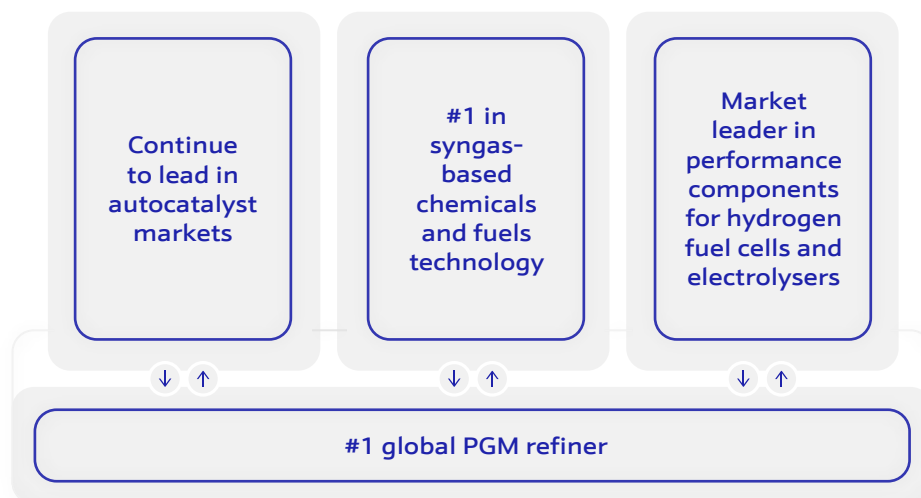 Continue
to lead in
autocatalyst
markets
#1 in
syngas-
based
chemicals
and fuels
technology
Market
leader in
performance
components
for hydrogen
fuel cells and
electrolysers
#1 global PGM refiner